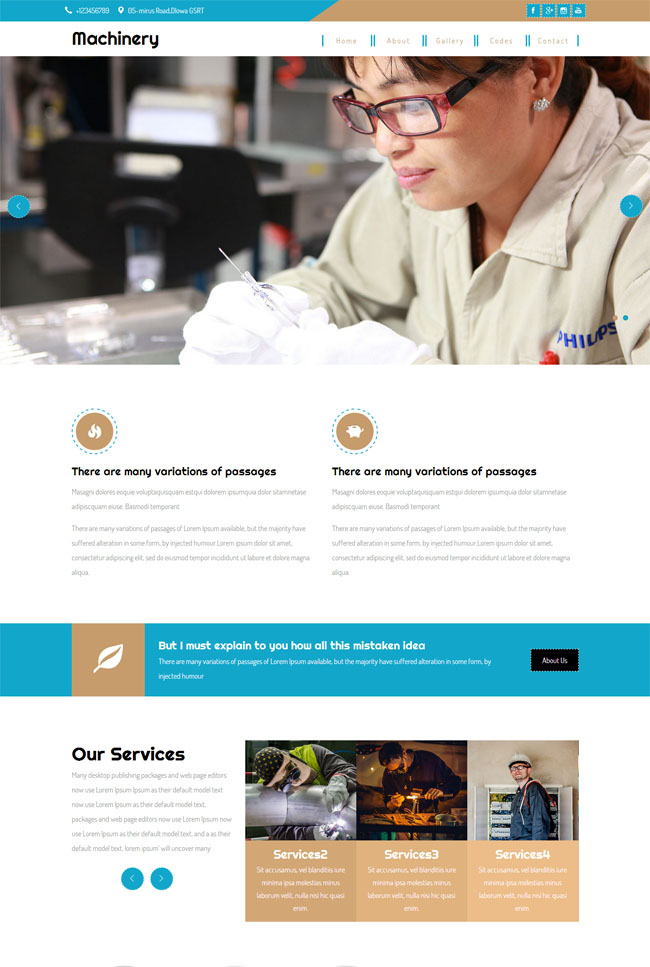 +123456789 05- mirus Road,Dlowa GSRT
Machinery
Home About Gallery Codes Contact
PHILIPS
There are many variations of passages
Masagni dolores eoquie voluptaquisquam estqui dolorem ipsumquia dolor sitamnetase
adipiscquam eiuse. Basmodi temporant
There are many variations of passages of Lorem Ipsum available, but the majority have
suffered alteration in some form, by injected humour,Lorem ipsum dolor sit amet,
consectetur adipisicing elit, sed do eiusmod tempor incididunt ut labore et dolore magna
aliqua.
There are many variations of passages
Masagni dolores eoquie voluptaquisquam estqui dolorem ipsumquia dolor sitamnetase
adipiscquam eiuse. Basmodi temporant
There are many variations of passages of Lorem Ipsum available, but the majority have
suffered alteration in some form, by injected humour,Lorem ipsum dolor sit amet,
consectetur adipisicing elit, sed do eiusmod tempor incididunt ut labore et dolore magna
aliqua.
But I must explain to you how all this mistaken idea
There are many variations of passages of Lorem Ipsum available, but the majority have suffered alteration in some form, by
injected humour
About Us
Our Services
Many desktop publishing packages and web page editors
now use Lorem Ipsum Ipsum as their default model text
now use Lorem Ipsum as their default model text,
packages and web page editors now use Lorem Ipsum now
use Lorem Ipsum as their default model text, and a as their
default model text, lorem ipsum' will uncover many
Services2
Sit accusamus, vel blanditiis iure
minima ipsa molestias minus
laborum velit, nulla nisi hic quasi
enim.
Services3
Sit accusamus, vel blanditiis iure
minima ipsa molestias minus
laborum velit, nulla nisi hic quasi
enim.
Services4
Sit accusamus, vel blanditiis iure
minima ipsa molestias minus
laborum velit, nulla nisi hic quasi
enim.